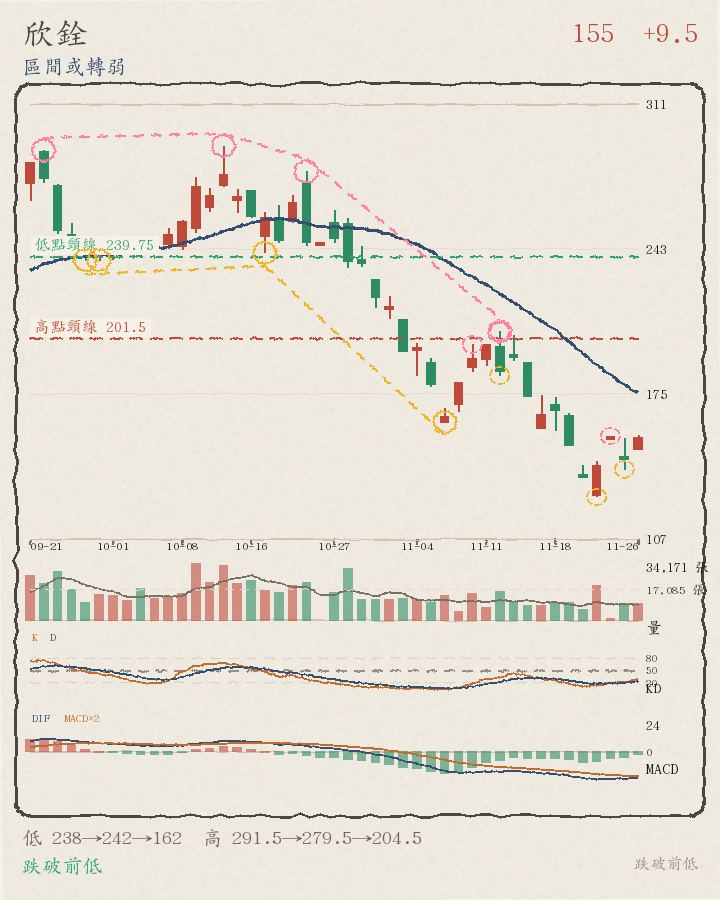 欣銓
155 +9.5
區間或轉弱
311
低點頸線 239.75
243
高點頸線 201.5
175
107
09-21 10-01 10-08 10-16 10-27 11-04 11-11 11-18 11-26
34,171 張
17,085 張
量
K D
80
50
20
KD
DIF MACD×2
24
0
MACD
低 238→242→162 高 291.5→279.5→204.5
跌破前低
跌破前低